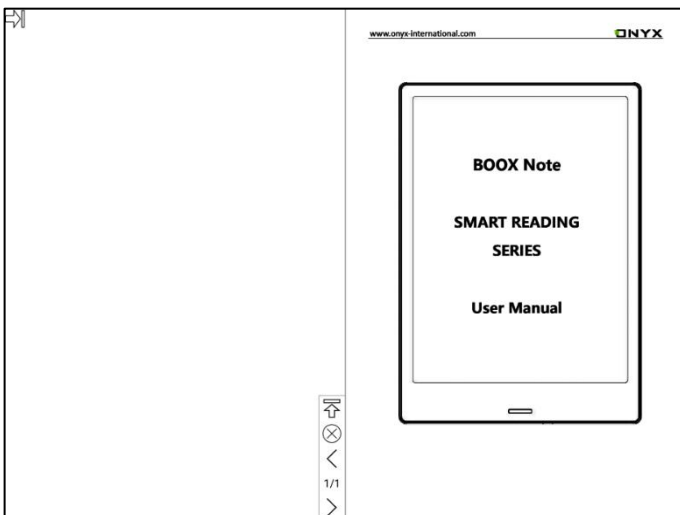 www.onyx-international.com
ONYX
BOOX Note
SMART READING
SERIES
User Manual
1/1